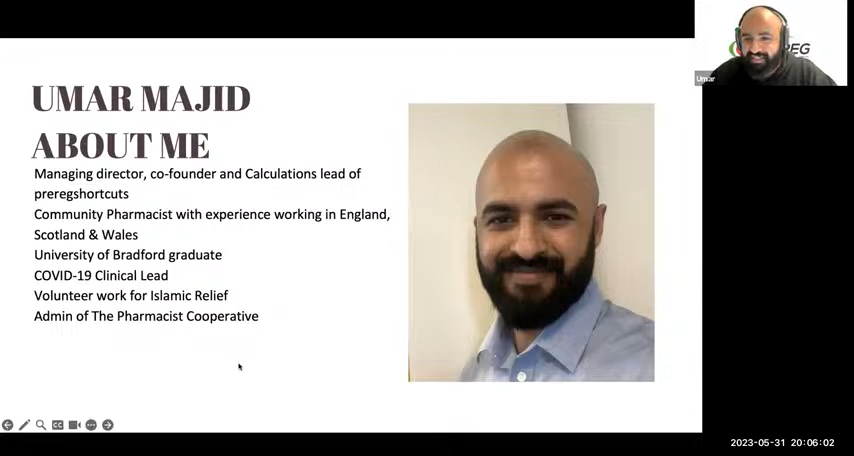 UMAR MAJID
ABOUT ME
Managing director, co-founder and Calculations lead of
preregshortcuts
Community Pharmacist with experience working in England,
Scotland & Wales
University of Bradford graduate
COVID-19 Clinical Lead
Volunteer work for Islamic Relief
Admin of The Pharmacist Cooperative
REG
Umar
2023-05-31 20:06:02